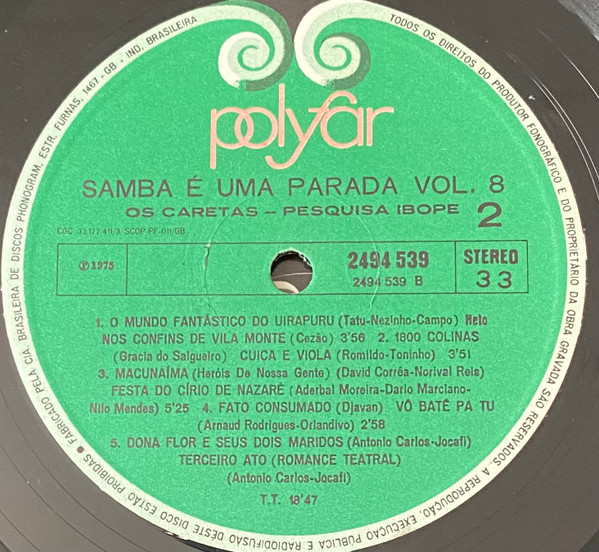 polyfar
SAMBA É UMA PARADA VOL. 8
OS CARETAS – PESQUISA IBOPE
2
CGC 33.177.411/3 SCDP-PF-011/GB
Ⓟ 1975
2494 539
2494 539 B
STEREO
33
1. O MUNDO FANTÁSTICO DO UIRAPURU (Tatu-Nezinho-Campo) Neto
NOS CONFINS DE VILA MONTE (Cezão) 3'56 2. 1800 COLINAS
(Gracia do Salgueiro) CUICA E VIOLA (Romildo-Toninho) 3'51
3. MACUNAÍMA (Heróis De Nossa Gente) (David Corrêa-Norival Reis)
FESTA DO CÍRIO DE NAZARÉ (Aderbal Moreira-Dario Marciano-
Nilo Mendes) 5'25 4. FATO CONSUMADO (Djavan) VÔ BATÊ PA TU
(Arnaud Rodrigues-Orlandivo) 2'58
5. DONA FLOR E SEUS DOIS MARIDOS (Antonio Carlos-Jocafi)
TERCEIRO ATO (ROMANCE TEATRAL)
(Antonio Carlos-Jocafi)
T.T. 18'47
TODOS OS DIREITOS DO PRODUTOR FONOGRÁFICO E DO PROPRIETÁRIO DA OBRA GRAVADA SÃO RESERVADOS. A REPRODUÇÃO, EXECUÇÃO PÚBLICA E RADIODIFUSÃO DESTE DISCO ESTÃO PROIBIDAS • FABRICADO PELA CIA. BRASILEIRA DE DISCOS PHONOGRAM. ESTR. FURNAS, 1467 - GB - IND. BRASILEIRA